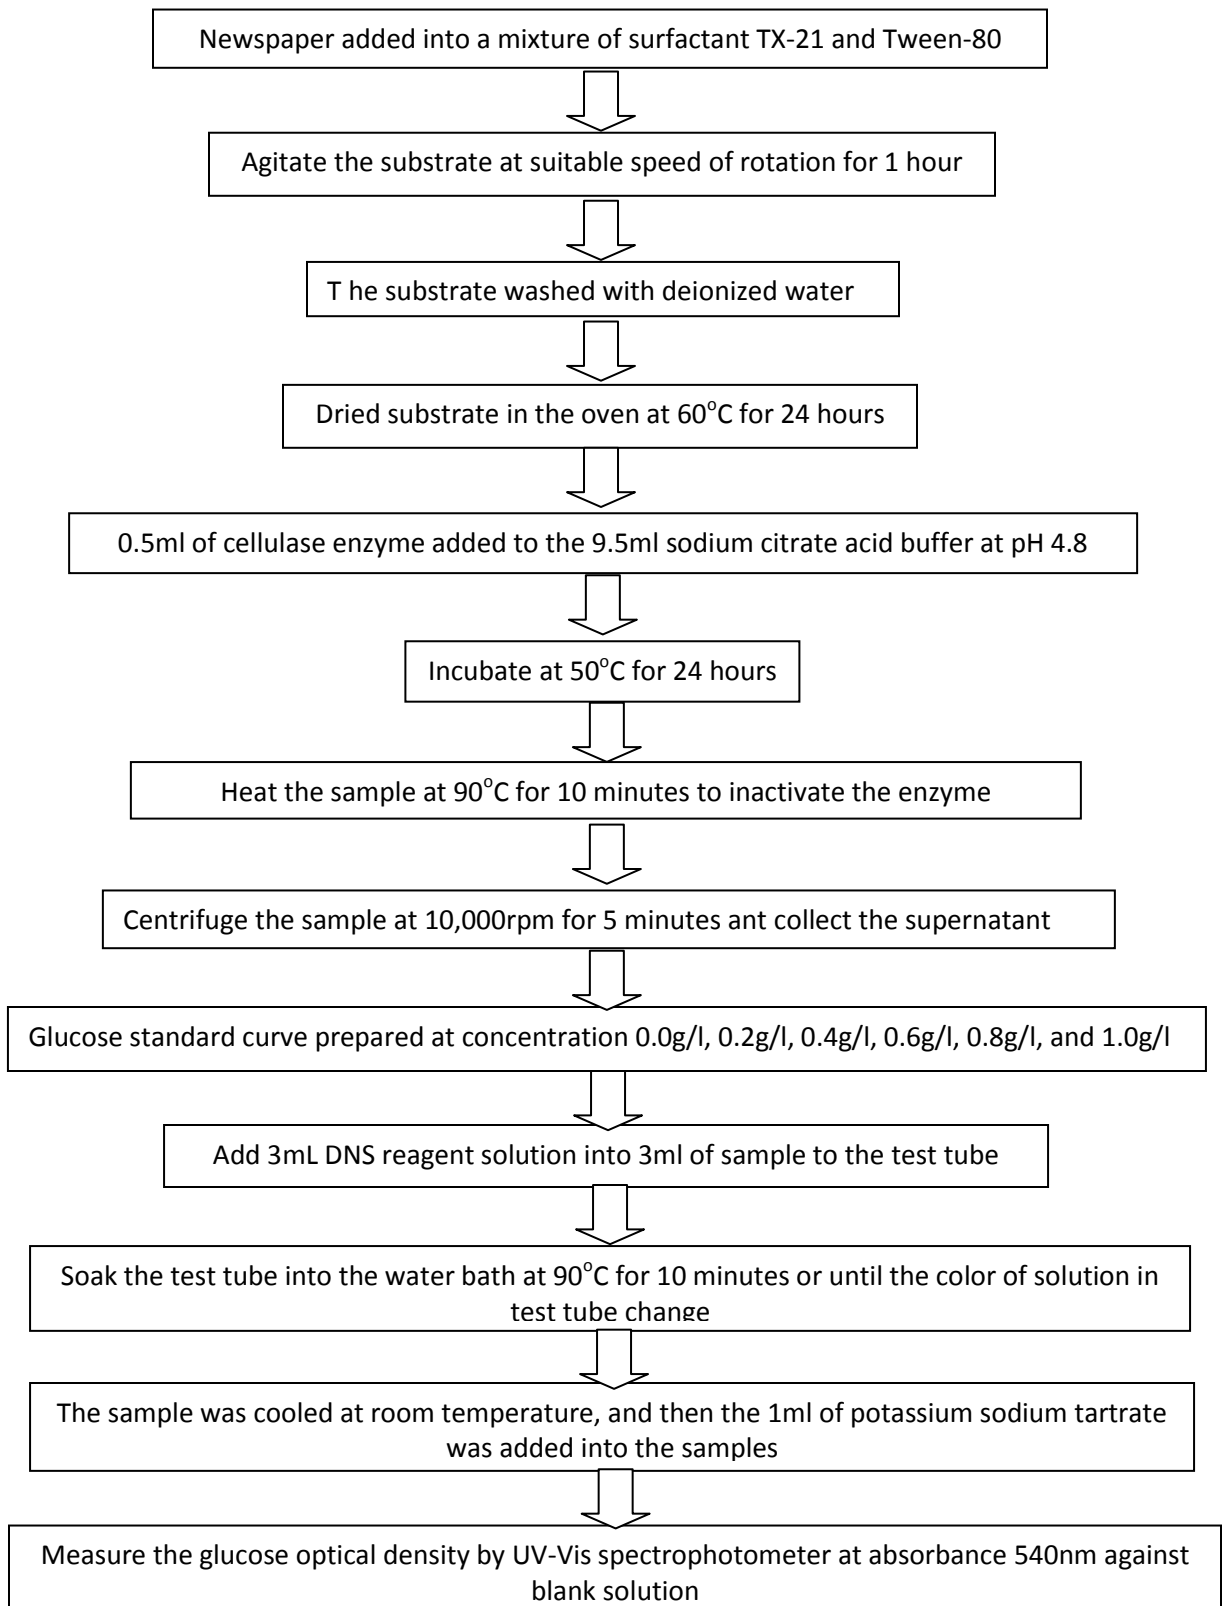 Newspaper added into a mixture of surfactant TX-21 and Tween-80
Agitate the substrate at suitable speed of rotation for 1 hour
T he substrate washed with deionized water
Dried substrate in the oven at 60°C for 24 hours
0.5ml of cellulase enzyme added to the 9.5ml sodium citrate acid buffer at pH 4.8
Incubate at 50°C for 24 hours
Heat the sample at 90°C for 10 minutes to inactivate the enzyme
Centrifuge the sample at 10,000rpm for 5 minutes ant collect the supernatant
Glucose standard curve prepared at concentration 0.0g/l, 0.2g/l, 0.4g/l, 0.6g/l, 0.8g/l, and 1.0g/l
Add 3mL DNS reagent solution into 3ml of sample to the test tube
Soak the test tube into the water bath at 90°C for 10 minutes or until the color of solution in
test tube change
The sample was cooled at room temperature, and then the 1ml of potassium sodium tartrate
was added into the samples
Measure the glucose optical density by UV-Vis spectrophotometer at absorbance 540nm against
blank solution